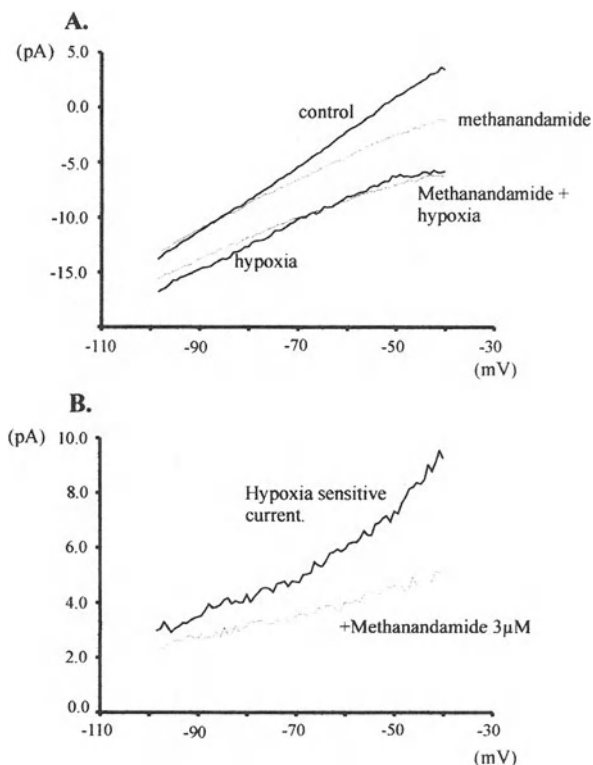 A.
(pA)
5.0
0.0
-5.0
-10.0
-15.0
control
methanandamide
Methanandamide +
hypoxia
hypoxia
-110
-90
-70
-50
-30
(mV)
B.
(pA)
10.0
8.0
6.0
4.0
2.0
0.0
Hypoxia sensitive
current.
+Methanandamide 3µM
-110
-90
-70
-50
-30
(mV)